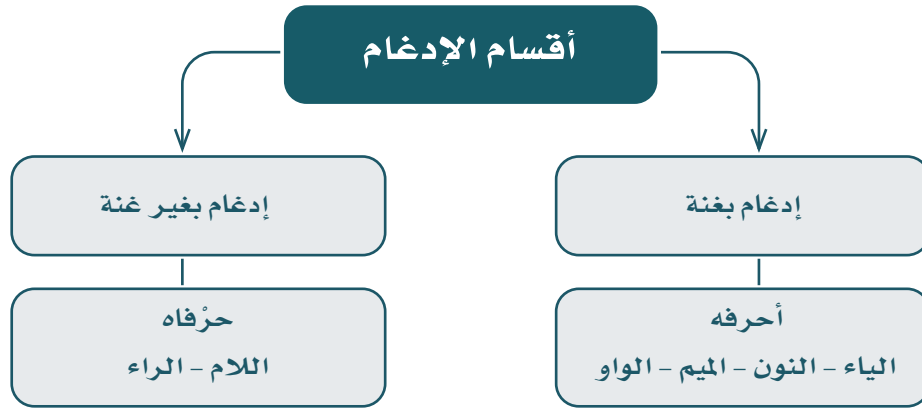 أقسام الإدغام
إدغام بغنة
إدغام بغير غنة
أحرفه
الياء – النون – الميم – الواو
حرْفاه
اللام – الراء